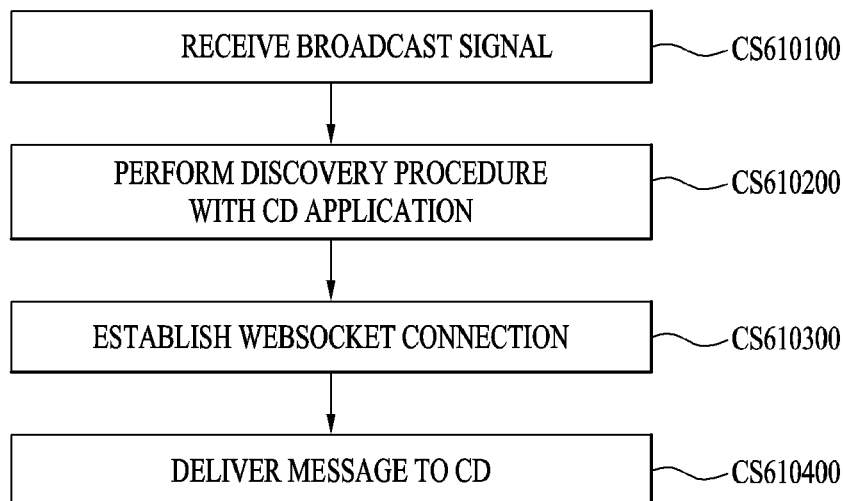 RECEIVE BROADCAST SIGNAL
CS610100
PERFORM DISCOVERY PROCEDURE
WITH CD APPLICATION
CS610200
ESTABLISH WEBSOCKET CONNECTION
CS610300
DELIVER MESSAGE TO CD
CS610400